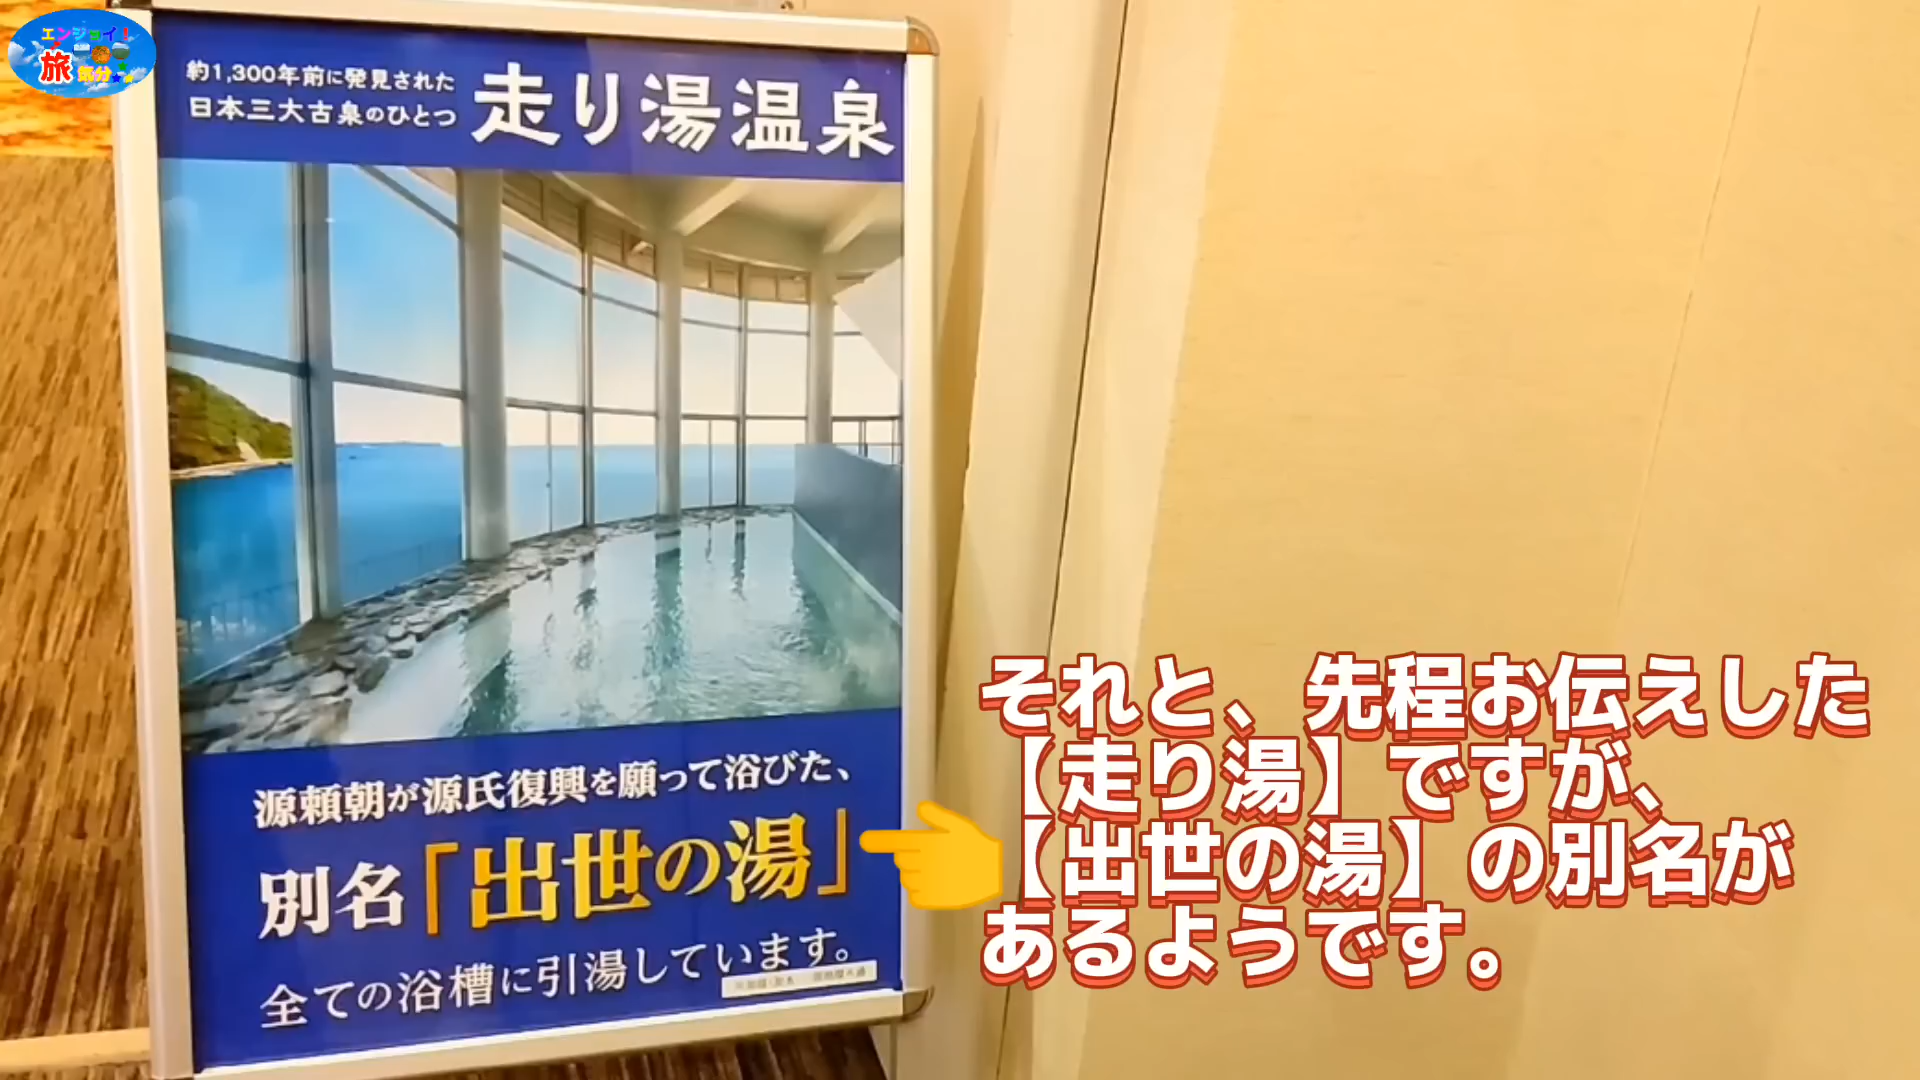 エンジョイ！
旅気分
約1,300年前に発見された
日本三大古泉のひとつ
走り湯温泉
源頼朝が源氏復興を願って浴びた、
別名「出世の湯」
全ての浴槽に引湯しています。
それと、先程お伝えした
【走り湯】ですが、
【出世の湯】の別名が
あるようです。